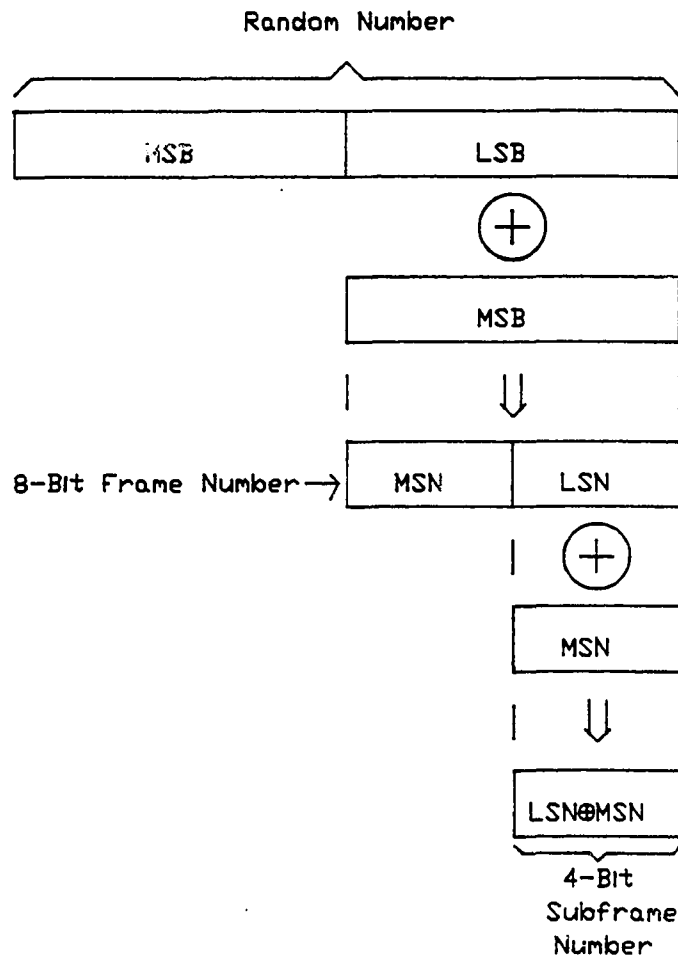 Random Number
MSB LSB
MSB
8-Bit Frame Number MSN LSN
MSN
LSN⊕MSN
4-Bit
Subframe
Number